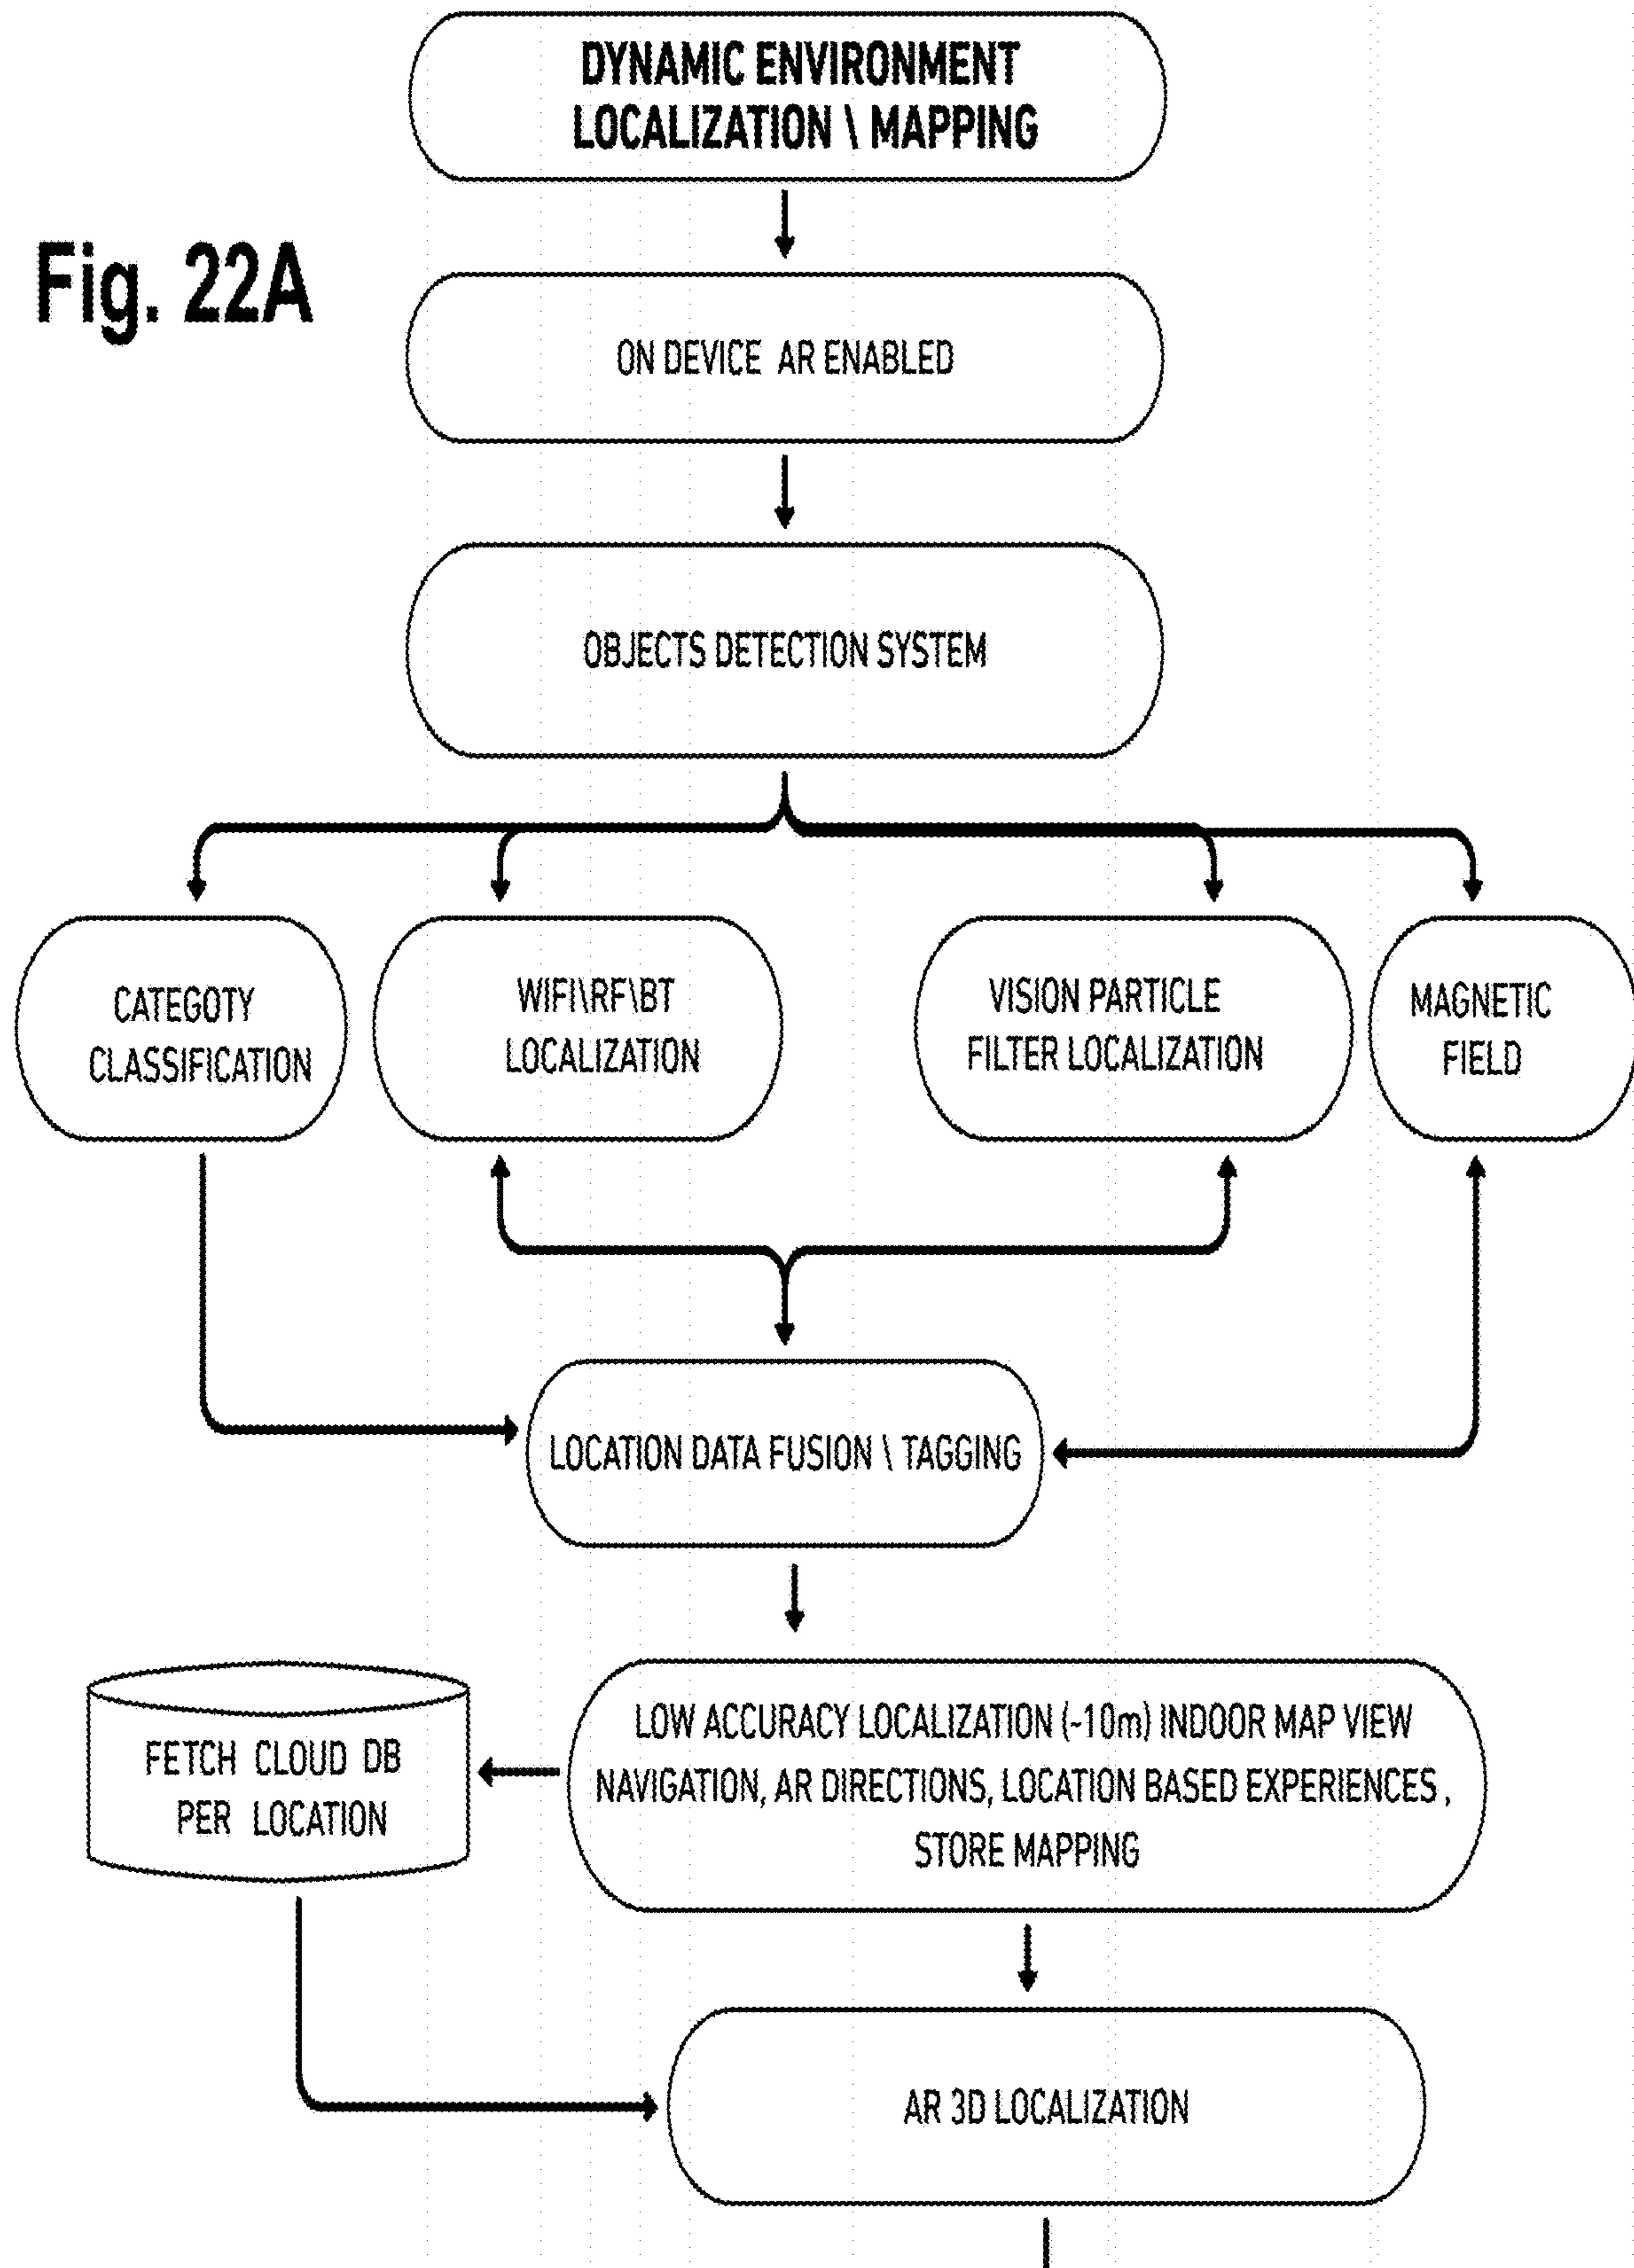 DYNAMIC ENVIRONMENT
LOCALIZATION \ MAPPING
Fig. 22A
ON DEVICE AR ENABLED
OBJECTS DETECTION SYSTEM
CATEGOTY
CLASSIFICATION
WIFI\RF\BT
LOCALIZATION
VISION PARTICLE
FILTER LOCALIZATION
MAGNETIC
FIELD
LOCATION DATA FUSION \ TAGGING
FETCH CLOUD DB
PER LOCATION
LOW ACCURACY LOCALIZATION (~10m) INDOOR MAP VIEW
NAVIGATION, AR DIRECTIONS, LOCATION BASED EXPERIENCES ,
STORE MAPPING
AR 3D LOCALIZATION